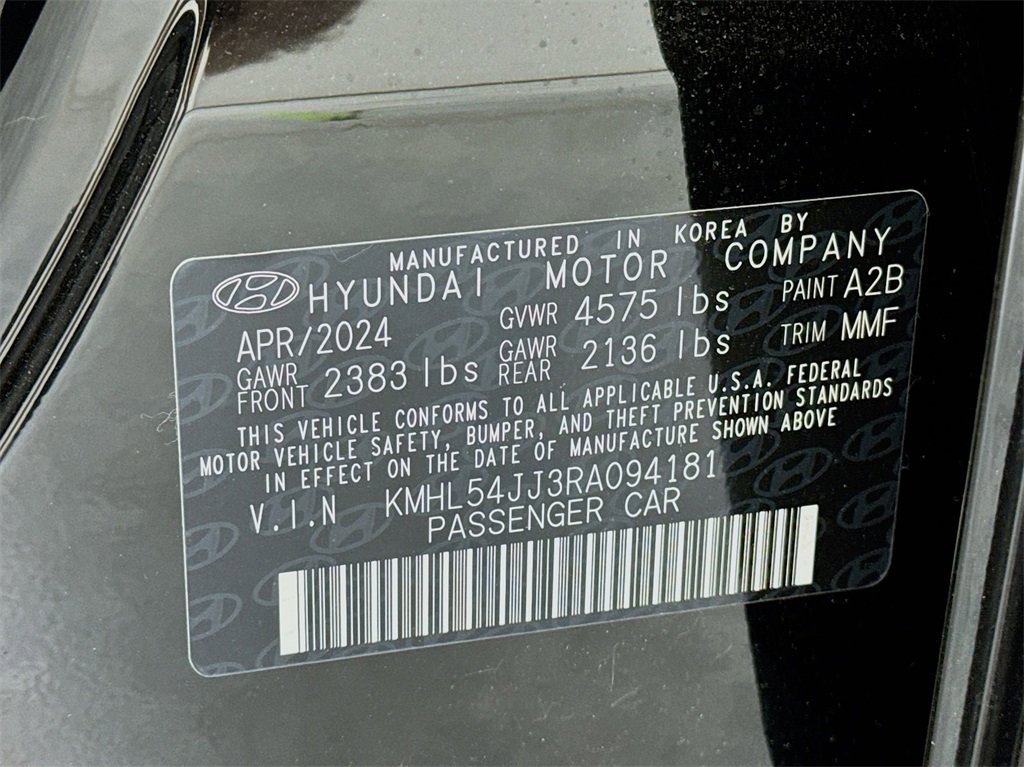 MANUFACTURED IN KOREA BY
HYUNDAI MOTOR COMPANY
APR/2024 GVWR 4575 lbs PAINT A2B
GAWR FRONT 2383 lbs GAWR REAR 2136 lbs TRIM MMF
THIS VEHICLE CONFORMS TO ALL APPLICABLE U.S.A. FEDERAL
MOTOR VEHICLE SAFETY, BUMPER, AND THEFT PREVENTION STANDARDS
IN EFFECT ON THE DATE OF MANUFACTURE SHOWN ABOVE
V.I.N KMHL54JJ3RA094181
PASSENGER CAR